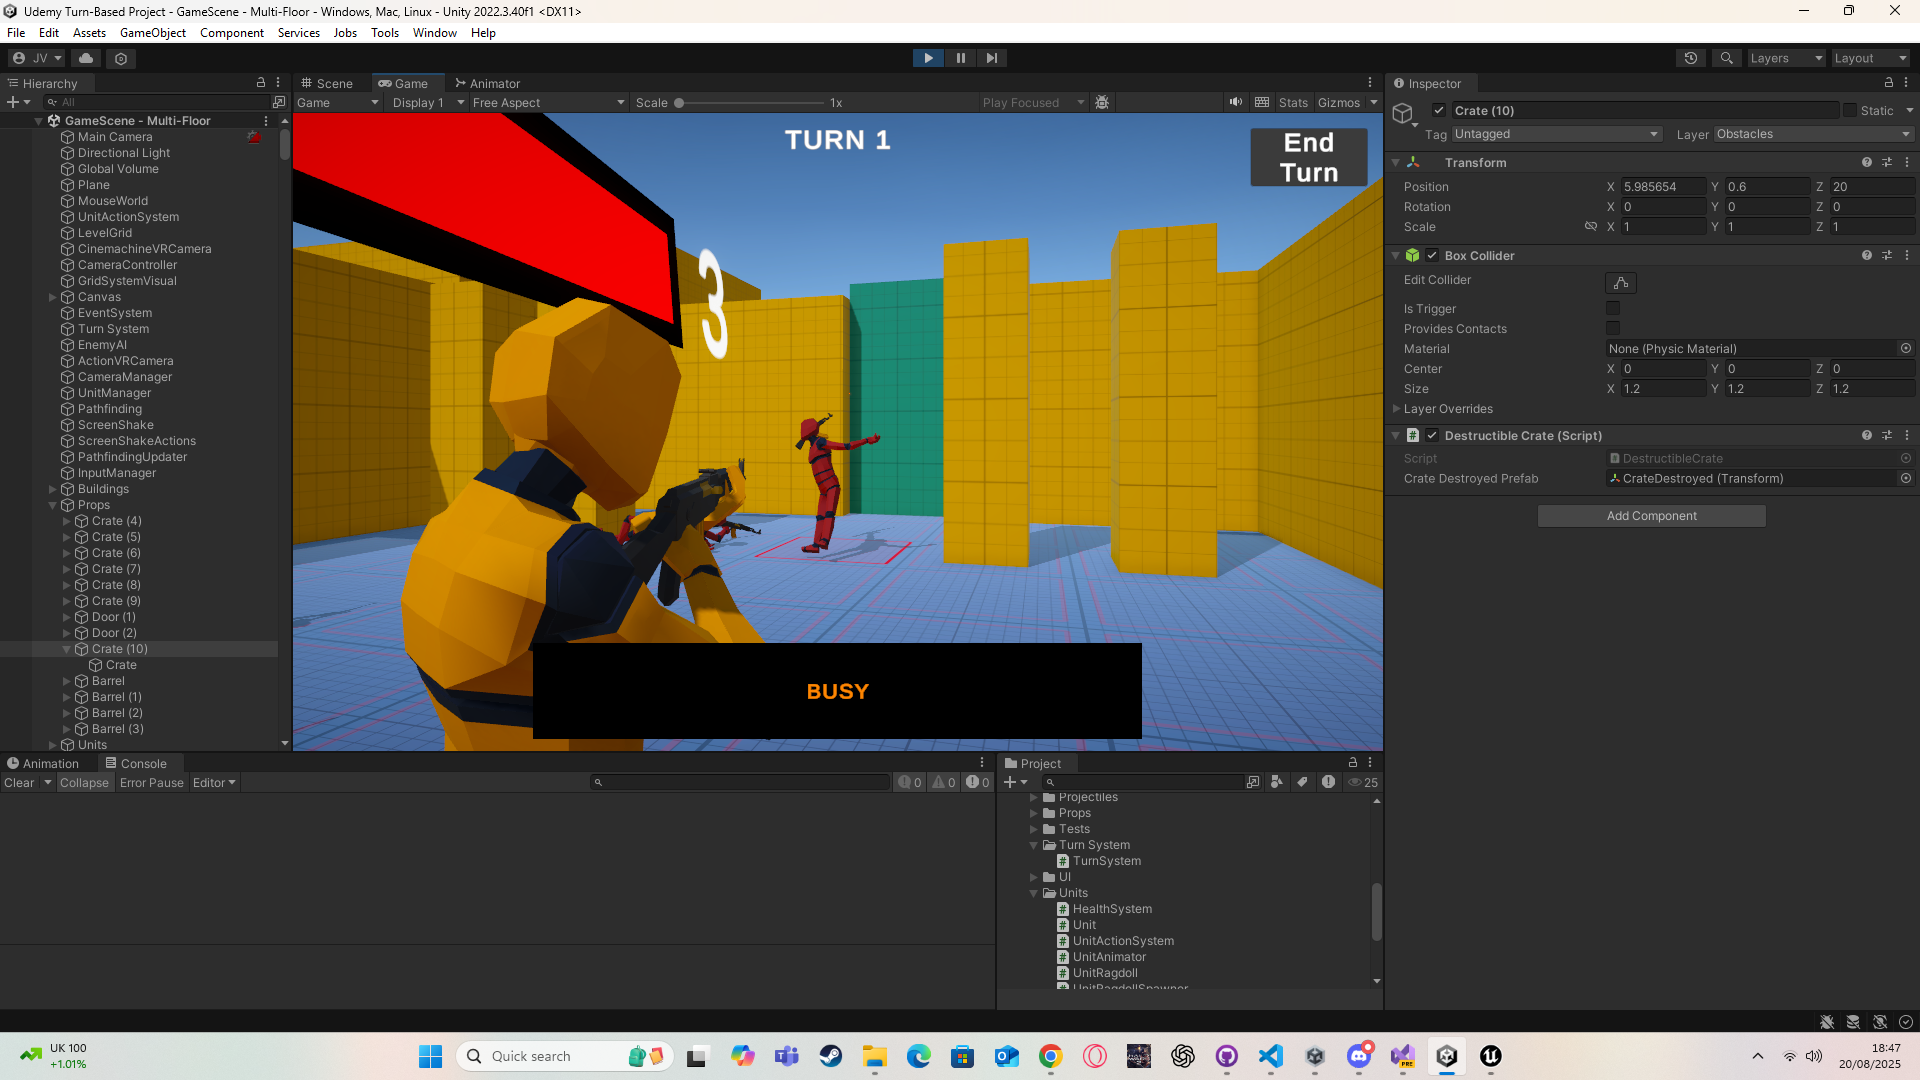 Udemy Turn-Based Project - GameScene - Multi-Floor - Windows, Mac, Linux - Unity 2022.3.40f1 <DX11>
File Edit Assets GameObject Component Services Jobs Tools Window Help
JV
Layers Layout
Hierarchy
All
GameScene - Multi-Floor
Main Camera
Directional Light
Global Volume
Plane
MouseWorld
UnitActionSystem
LevelGrid
CinemachineVRCamera
CameraController
GridSystemVisual
Canvas
EventSystem
Turn System
EnemyAI
ActionVRCamera
CameraManager
UnitManager
Pathfinding
ScreenShake
ScreenShakeActions
PathfindingUpdater
InputManager
Buildings
Props
Crate (4)
Crate (5)
Crate (6)
Crate (7)
Crate (8)
Crate (9)
Door (1)
Door (2)
Crate (10)
Crate
Barrel
Barrel (1)
Barrel (2)
Barrel (3)
Units
Scene Game Animator
Game Display 1 Free Aspect Scale 1x Play Focused Stats Gizmos
TURN 1
End
Turn
3
BUSY
Inspector
Crate (10) Static
Tag Untagged Layer Obstacles
Transform
Position X 5.985654 Y 0.6 Z 20
Rotation X 0 Y 0 Z 0
Scale X 1 Y 1 Z 1
Box Collider
Edit Collider
Is Trigger
Provides Contacts
Material None (Physic Material)
Center X 0 Y 0 Z 0
Size X 1.2 Y 1.2 Z 1.2
Layer Overrides
Destructible Crate (Script)
Script DestructibleCrate
Crate Destroyed Prefab CrateDestroyed (Transform)
Add Component
Animation Console
Clear Collapse Error Pause Editor 0 0 0
Project
25
Projectiles
Props
Tests
Turn System
TurnSystem
UI
Units
HealthSystem
Unit
UnitActionSystem
UnitAnimator
UnitRagdoll
UnitRagdollSpawner
UK 100
+1.01%
Quick search
PRE
18:47
20/08/2025